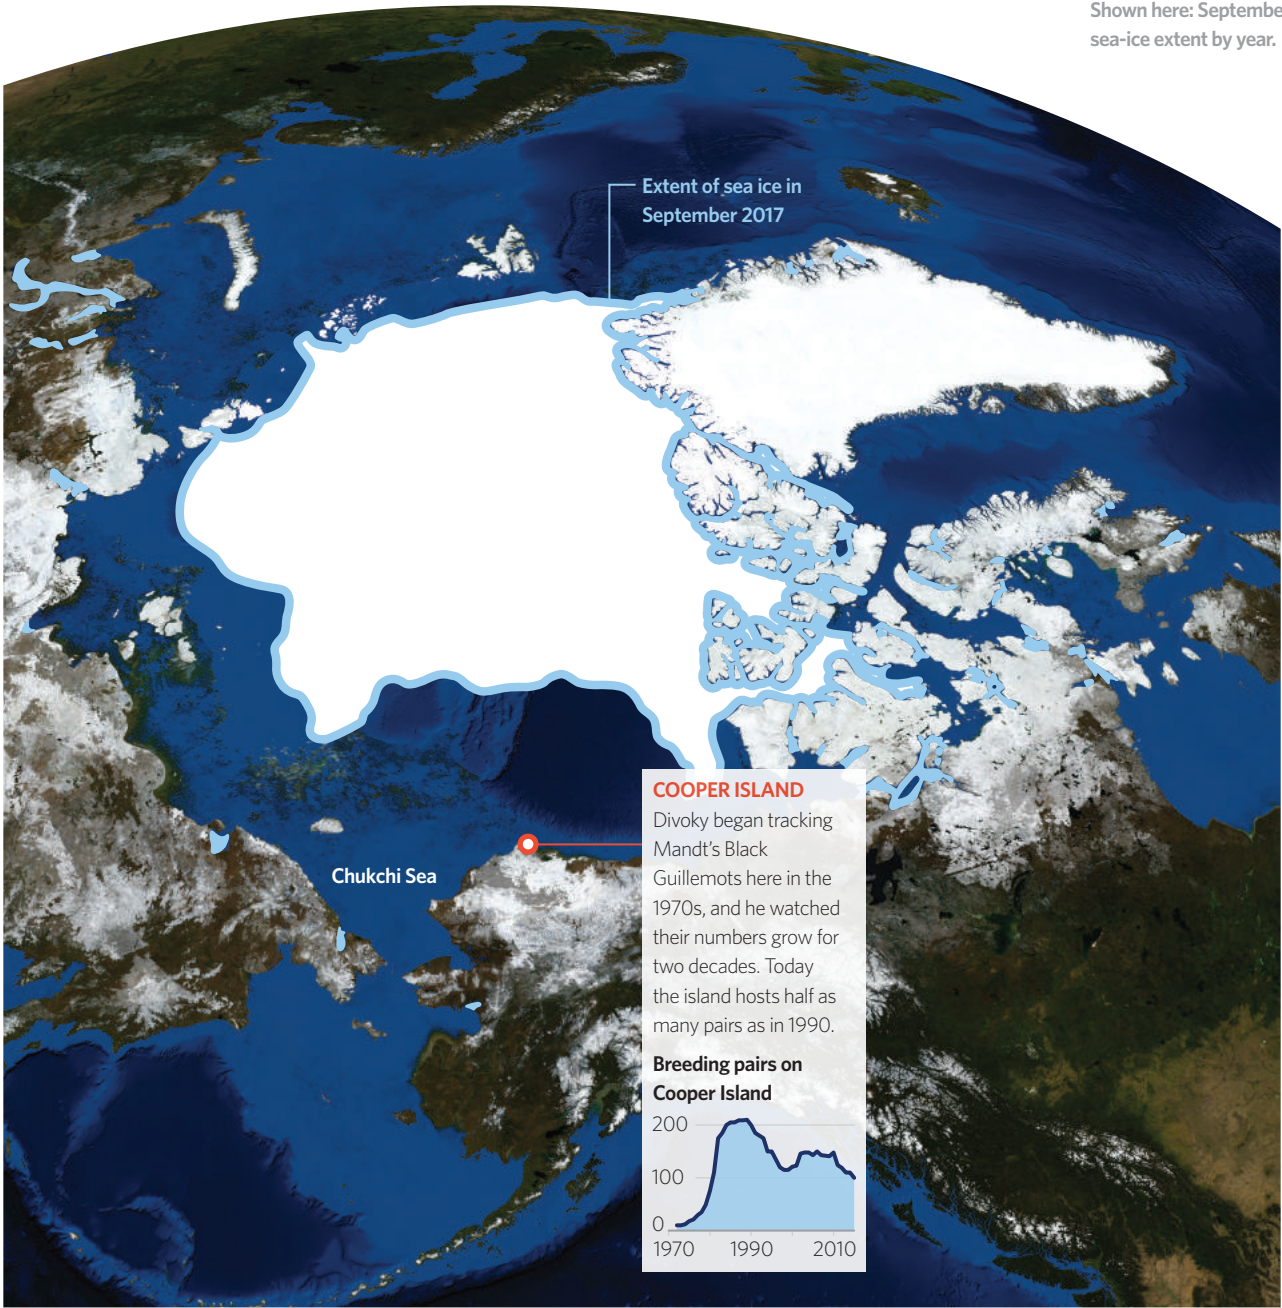 Shown here: Septembe
sea-ice extent by year.
Extent of sea ice in
September 2017
Chukchi Sea
COOPER ISLAND
Divoky began tracking
Mandt’s Black
Guillemots here in the
1970s, and he watched
their numbers grow for
two decades. Today
the island hosts half as
many pairs as in 1990.
Breeding pairs on
Cooper Island
200
100
0
1970 1990 2010